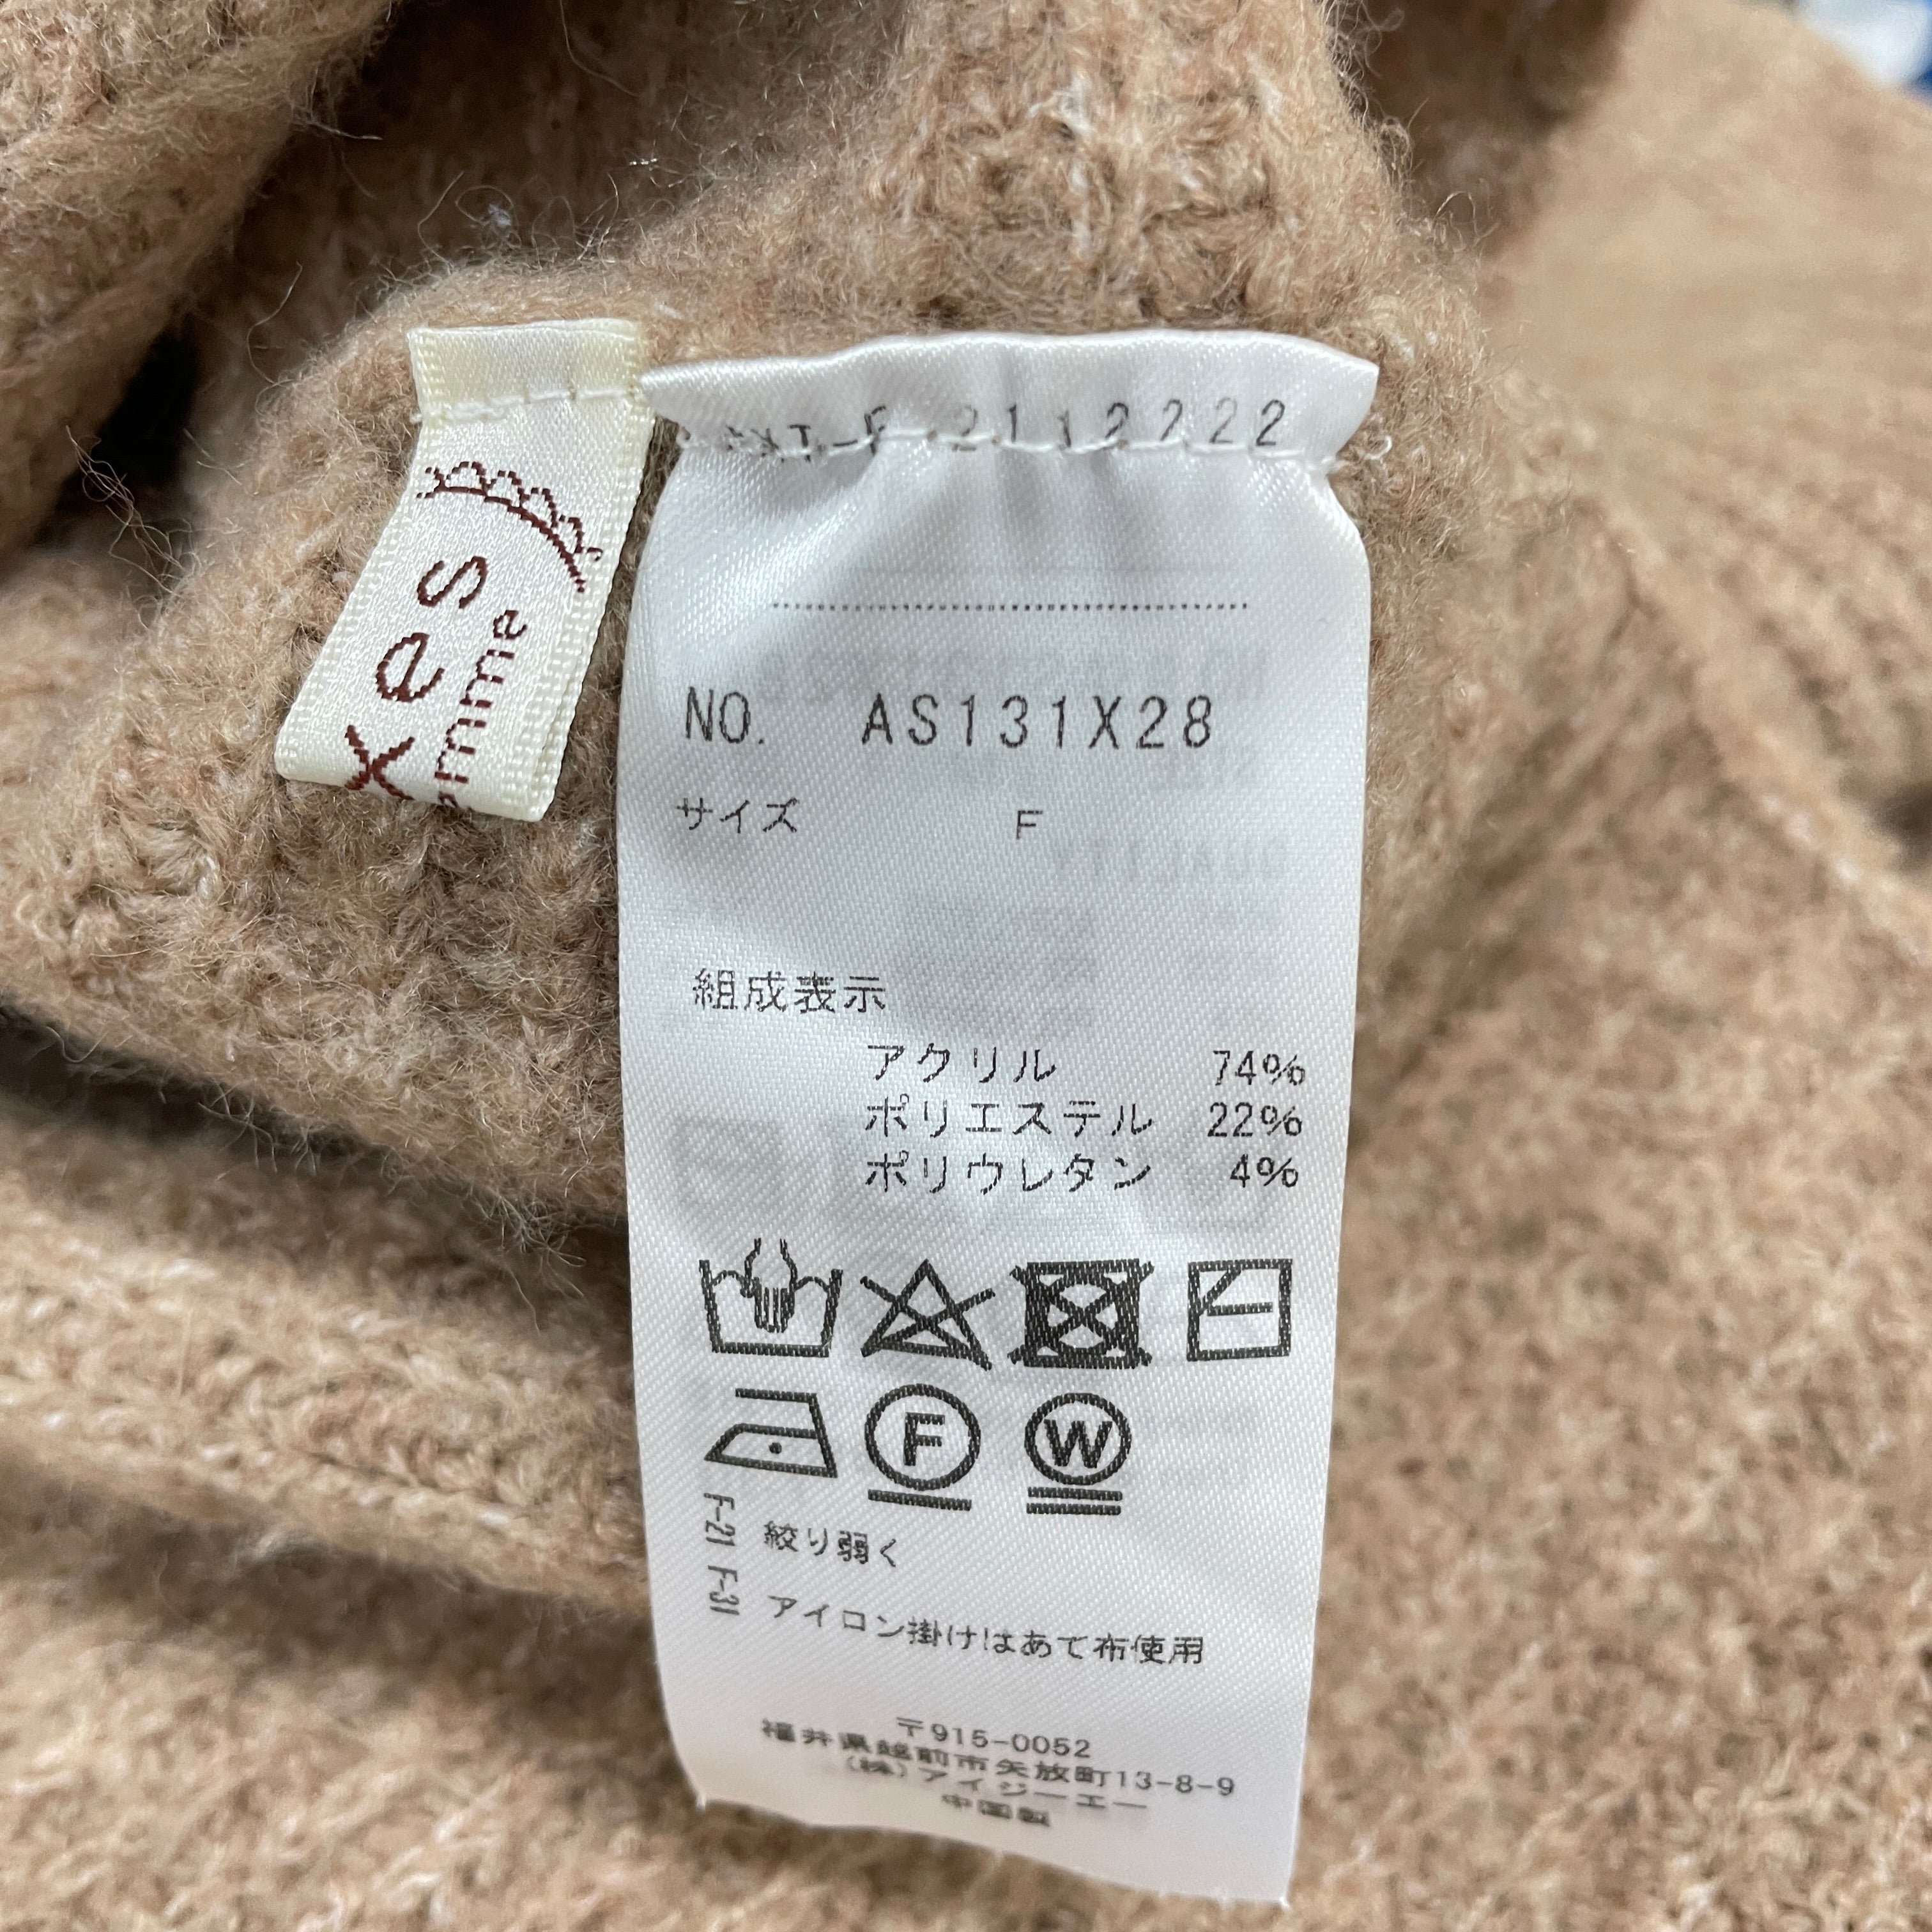 xes
emme
2112222
NO. AS131X28
サイズ F
組成表示
アクリル 74%
ポリエステル 22%
ポリウレタン 4%
F
W
F-21 絞り弱く
F-31 アイロン掛けはあて布使用
〒915-0052
福井県越前市矢放町13-8-9
(株)アイジーエー
中国製